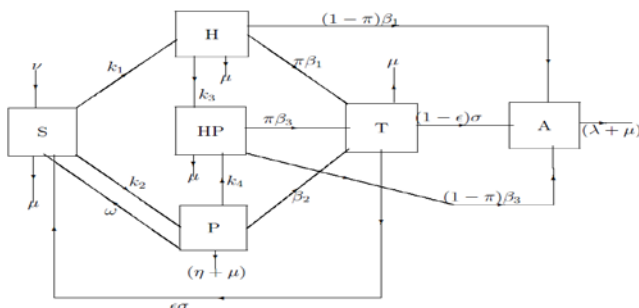 (1 − π)β₁
H
ν
k₁
μ
πβ₁
μ
k₃
(1 − ϵ)σ
S
HP
πβ₃
T
A
(λ + μ)
μ
k₂
μ
k₄
ω
β₂
(1 − π)β₃
P
(η + μ)
ϵσ